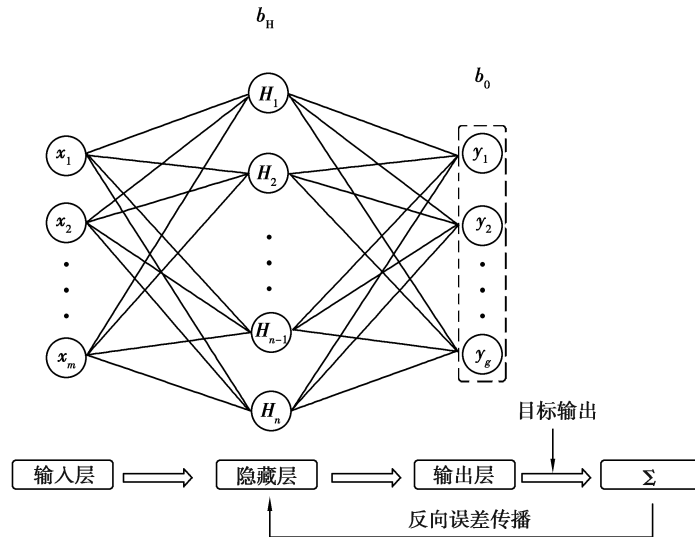 b_H
b_0
H_1
x_1
y_1
H_2
x_2
y_2
H_{n-1}
x_m
y_g
H_n
目标输出
输入层
隐藏层
输出层
Σ
反向误差传播